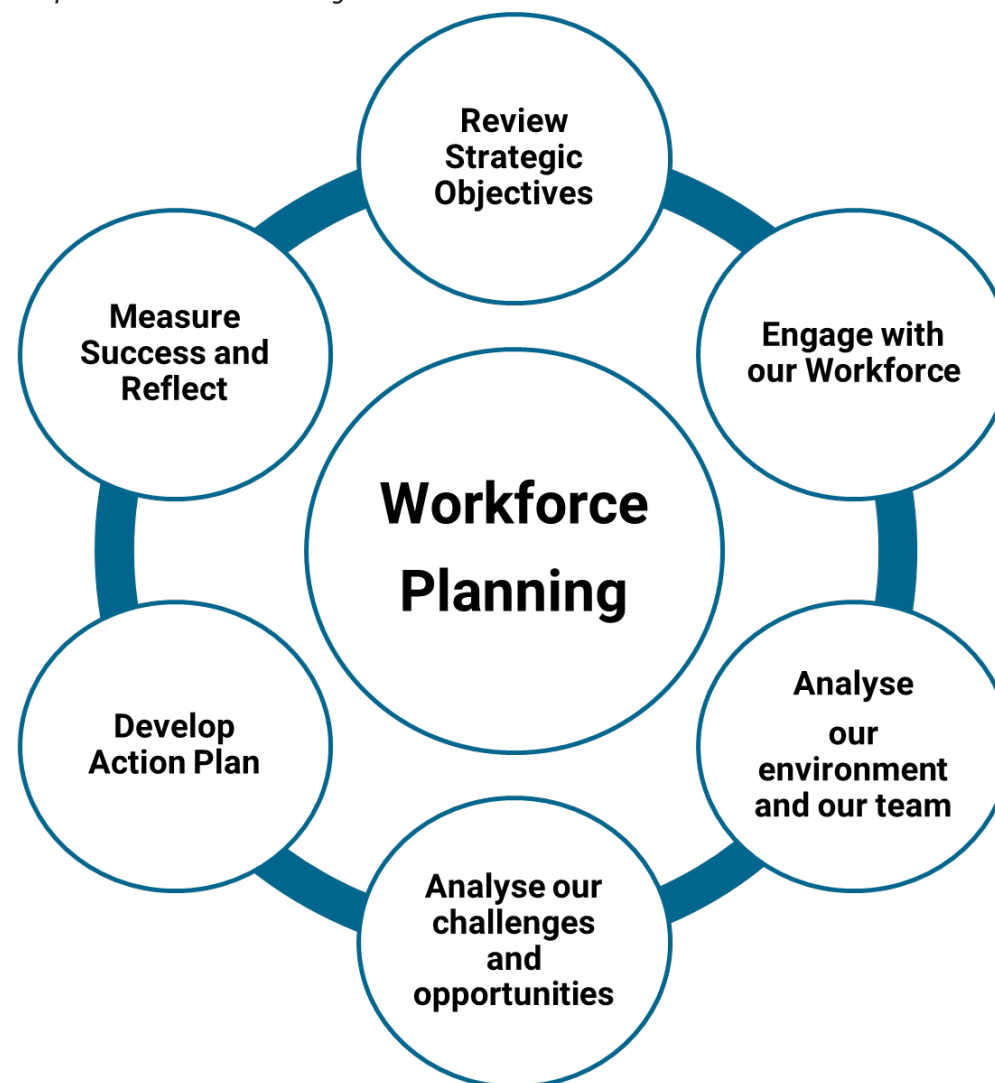 Review
Strategic
Objectives
Engage with
our Workforce
Analyse
our
environment
and our team
Analyse our
challenges
and
opportunities
Develop
Action Plan
Measure
Success and
Reflect
Workforce
Planning